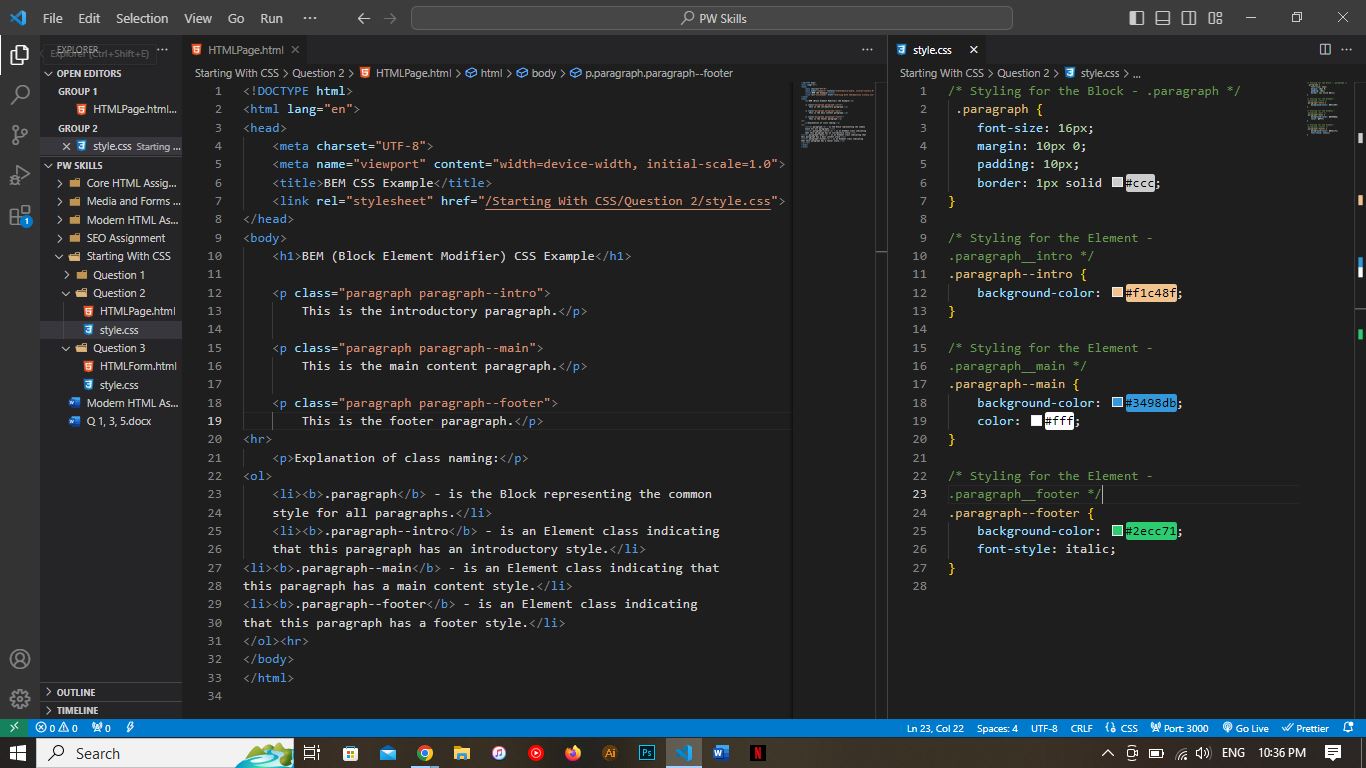 File Edit Selection View Go Run ··· PW Skills
EXPLORER ···
Explorer (Ctrl+Shift+E)
OPEN EDITORS
GROUP 1
HTMLPage.html...
GROUP 2
style.css Starting ...
PW SKILLS
Core HTML Assig...
Media and Forms ...
Modern HTML As...
SEO Assignment
Starting With CSS
Question 1
Question 2
HTMLPage.html
style.css
Question 3
HTMLForm.html
style.css
Modern HTML As...
Q 1, 3, 5.docx
OUTLINE
TIMELINE
1
HTMLPage.html
Starting With CSS > Question 2 > HTMLPage.html > html > body > p.paragraph.paragraph--footer
1 <!DOCTYPE html>
2 <html lang="en">
3 <head>
4 <meta charset="UTF-8">
5 <meta name="viewport" content="width=device-width, initial-scale=1.0">
6 <title>BEM CSS Example</title>
7 <link rel="stylesheet" href="/Starting With CSS/Question 2/style.css">
8 </head>
9 <body>
10 <h1>BEM (Block Element Modifier) CSS Example</h1>
11
12 <p class="paragraph paragraph--intro">
13 This is the introductory paragraph.</p>
14
15 <p class="paragraph paragraph--main">
16 This is the main content paragraph.</p>
17
18 <p class="paragraph paragraph--footer">
19 This is the footer paragraph.</p>
20 <hr>
21 <p>Explanation of class naming:</p>
22 <ol>
23 <li><b>.paragraph</b> - is the Block representing the common
24 style for all paragraphs.</li>
25 <li><b>.paragraph--intro</b> - is an Element class indicating
26 that this paragraph has an introductory style.</li>
27 <li><b>.paragraph--main</b> - is an Element class indicating that
28 this paragraph has a main content style.</li>
29 <li><b>.paragraph--footer</b> - is an Element class indicating
30 that this paragraph has a footer style.</li>
31 </ol><hr>
32 </body>
33 </html>
34
style.css
Starting With CSS > Question 2 > style.css > ...
1 /* Styling for the Block - .paragraph */
2 .paragraph {
3 font-size: 16px;
4 margin: 10px 0;
5 padding: 10px;
6 border: 1px solid #ccc;
7 }
8
9 /* Styling for the Element -
10 .paragraph__intro */
11 .paragraph--intro {
12 background-color: #f1c48f;
13 }
14
15 /* Styling for the Element -
16 .paragraph__main */
17 .paragraph--main {
18 background-color: #3498db;
19 color: #fff;
20 }
21
22 /* Styling for the Element -
23 .paragraph__footer */
24 .paragraph--footer {
25 background-color: #2ecc71;
26 font-style: italic;
27 }
28
0 0 0 Ln 23, Col 22 Spaces: 4 UTF-8 CRLF CSS Port: 3000 Go Live Prettier
Search Ai Ps W N ENG 10:36 PM